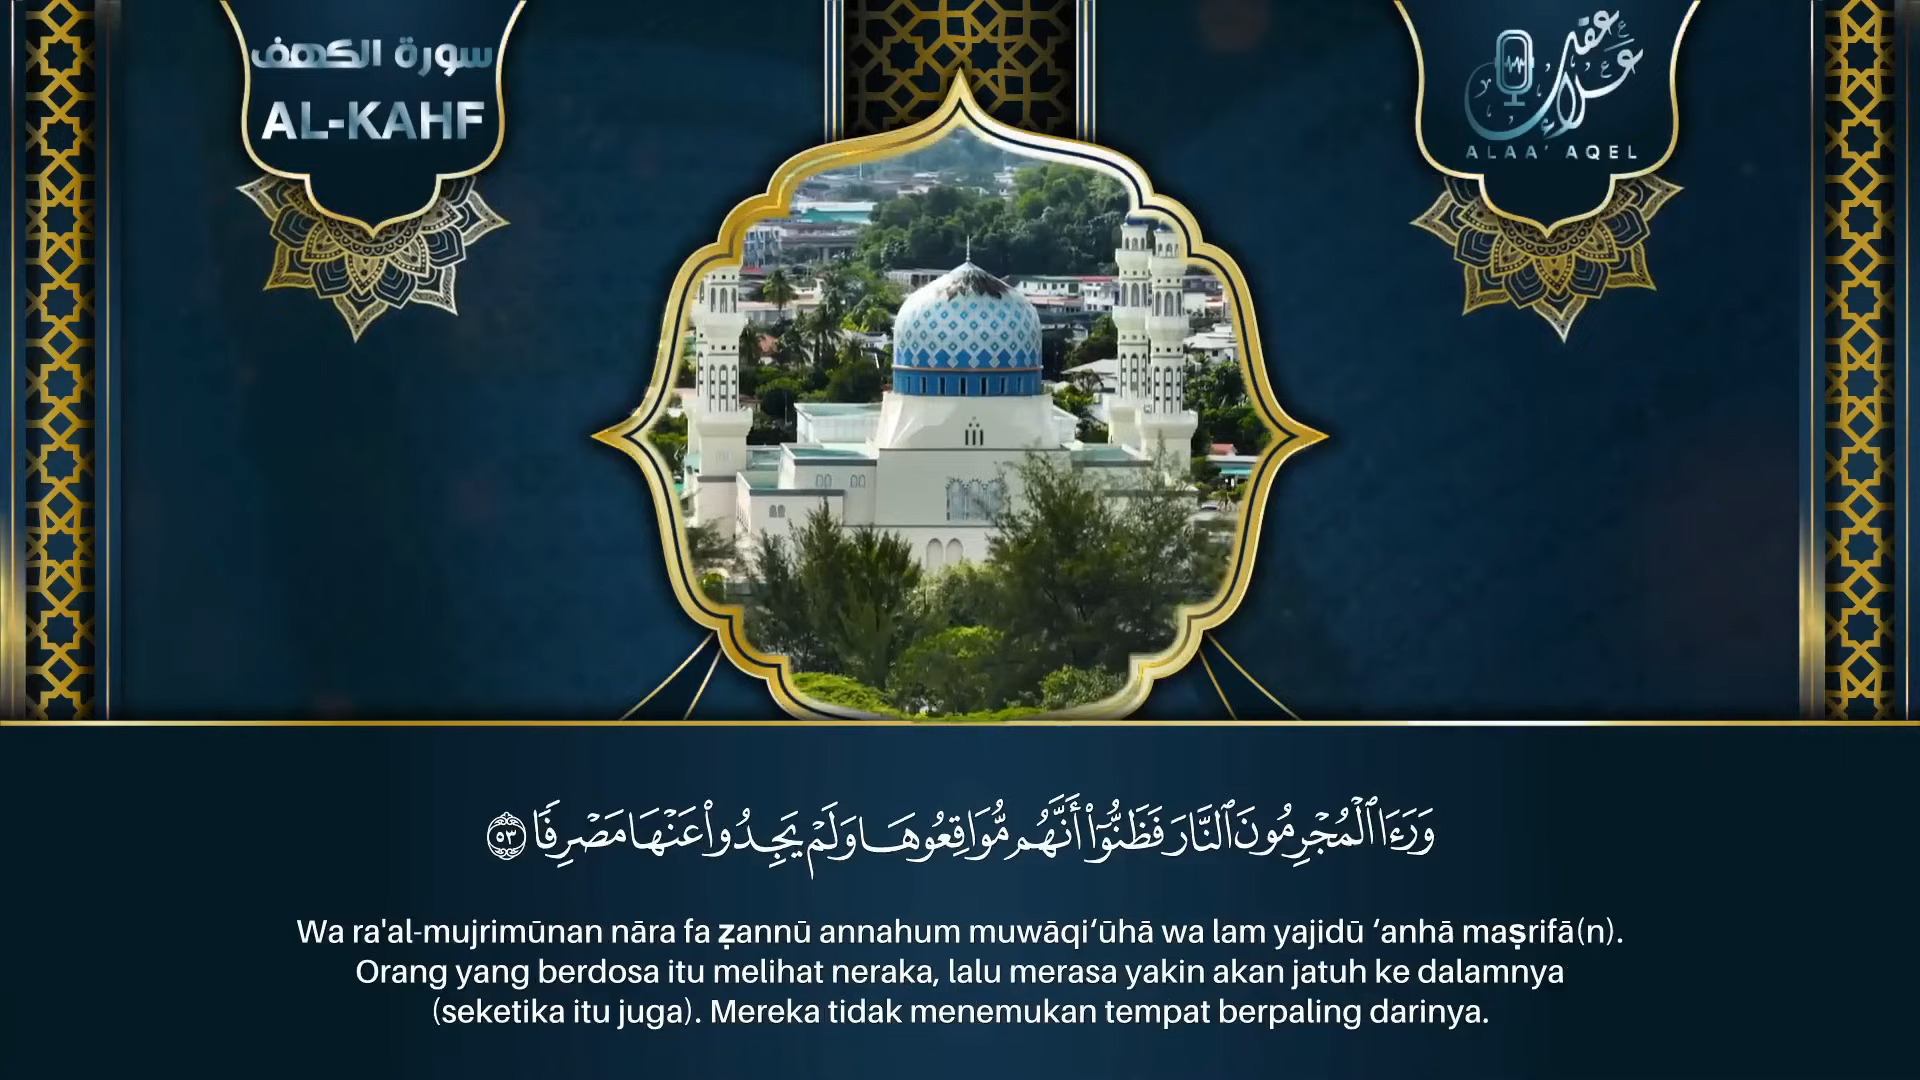 سورة الكهف
AL-KAHF
علاء عقل
ALAA' AQEL
وَرَءَا ٱلْمُجْرِمُونَ ٱلنَّارَ فَظَنُّوٓا۟ أَنَّهُم مُّوَاقِعُوهَا وَلَمْ يَجِدُوا۟ عَنْهَا مَصْرِفًا ٥٣
Wa ra'al-mujrimūnan nāra fa ẓannū annahum muwāqi‘ūhā wa lam yajidū ‘anhā maṣrifā(n).
Orang yang berdosa itu melihat neraka, lalu merasa yakin akan jatuh ke dalamnya
(seketika itu juga). Mereka tidak menemukan tempat berpaling darinya.